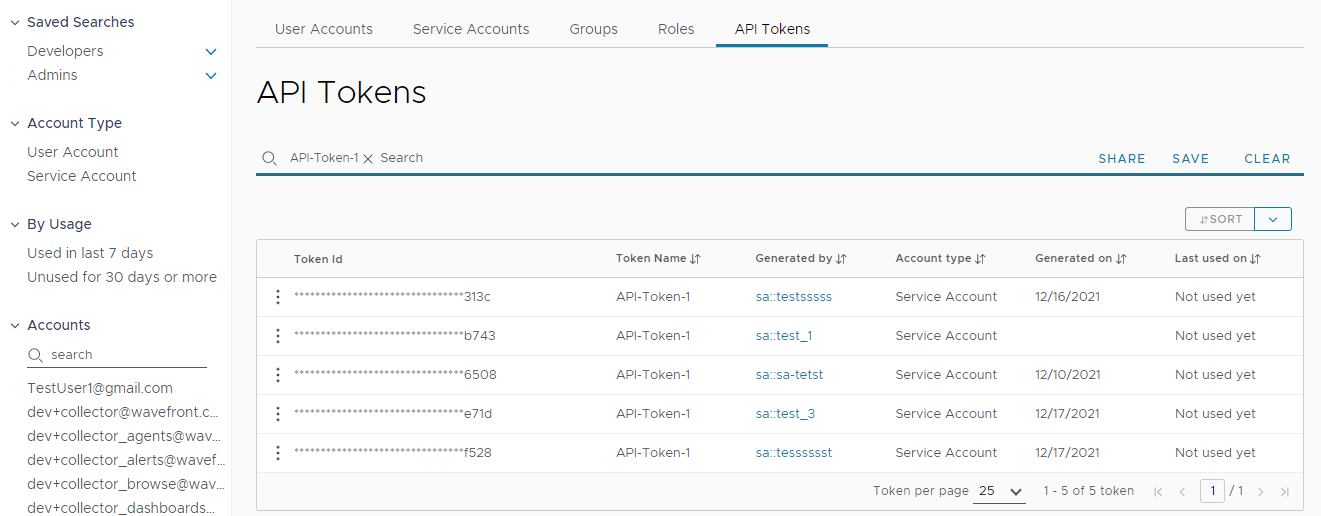 Saved Searches
Developers
Admins
Account Type
User Account
Service Account
By Usage
Used in last 7 days
Unused for 30 days or more
Accounts
search
TestUser1@gmail.com
dev+collector@wavefront.c...
dev+collector_agents@wav...
dev+collector_alerts@wavef...
dev+collector_browse@wav...
dev+collector_dashboards...
User Accounts Service Accounts Groups Roles API Tokens
API Tokens
API-Token-1 × Search SHARE SAVE CLEAR
SORT
Token Id Token Name Generated by Account type Generated on Last used on
********************************313c API-Token-1 sa::testsssss Service Account 12/16/2021 Not used yet
********************************b743 API-Token-1 sa::test_1 Service Account Not used yet
********************************6508 API-Token-1 sa::sa-tetst Service Account 12/10/2021 Not used yet
********************************e71d API-Token-1 sa::test_3 Service Account 12/17/2021 Not used yet
********************************f528 API-Token-1 sa::tesssssst Service Account 12/17/2021 Not used yet
Token per page 25 1 - 5 of 5 token 1 / 1